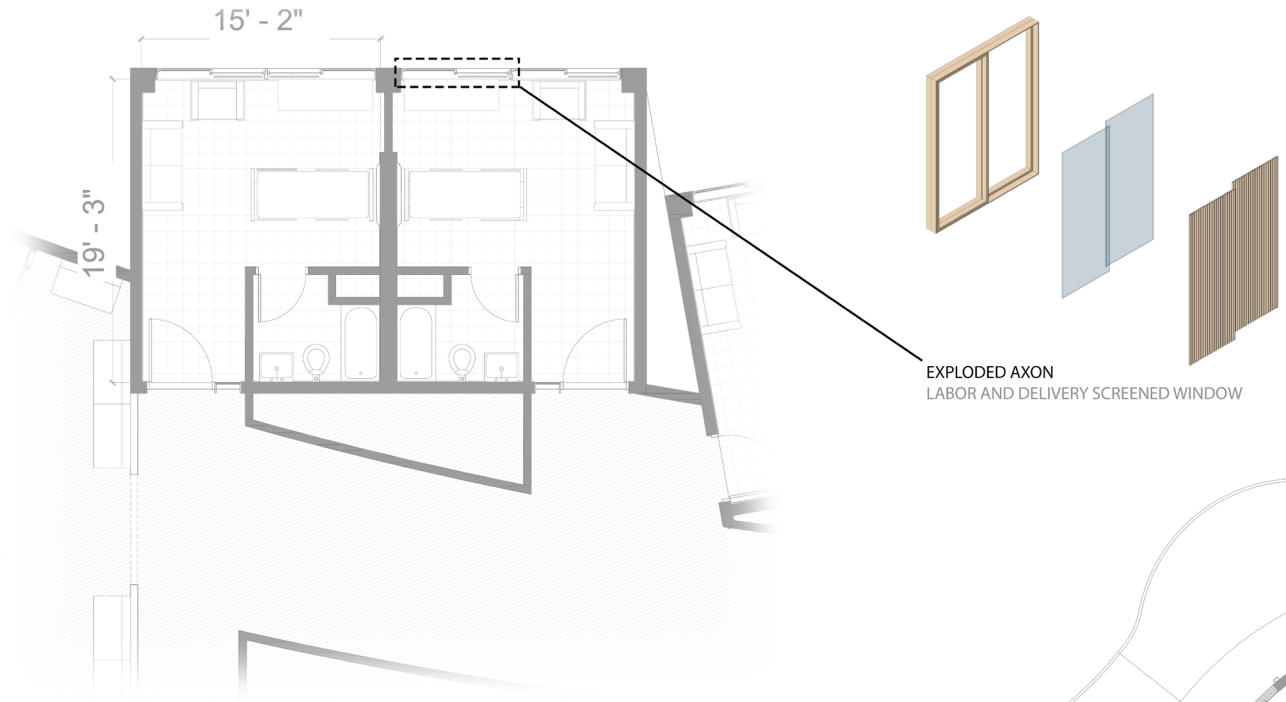 15' - 2"
19' - 3"
EXPLODED AXON
LABOR AND DELIVERY SCREENED WINDOW